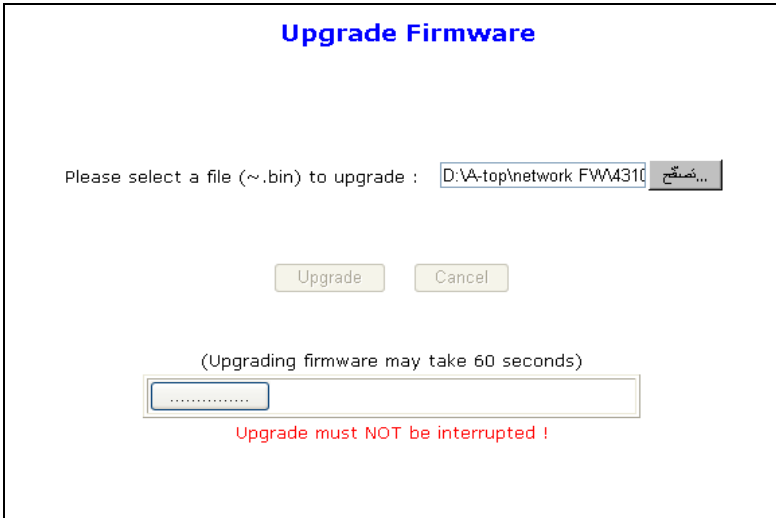 Upgrade Firmware
Please select a file (~.bin) to upgrade : D:\A-top\network FW\4310 تصفّح...
Upgrade Cancel
(Upgrading firmware may take 60 seconds)
...............
Upgrade must NOT be interrupted !